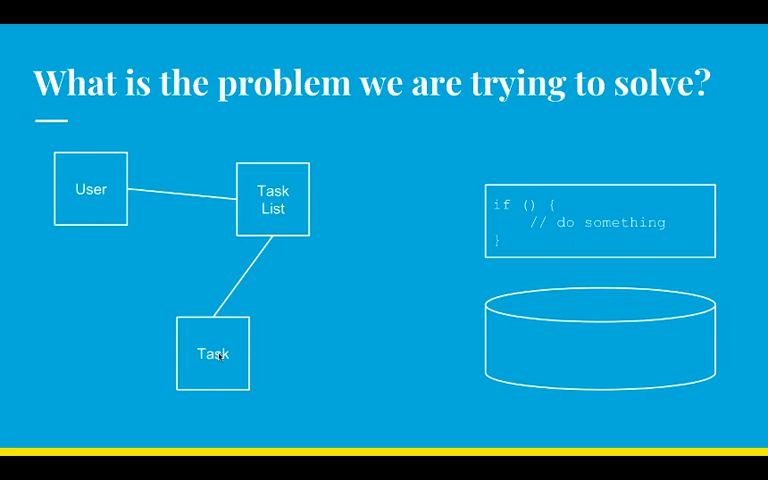 What is the problem we are trying to solve?
User
Task
List
Task
if () {
// do something
}